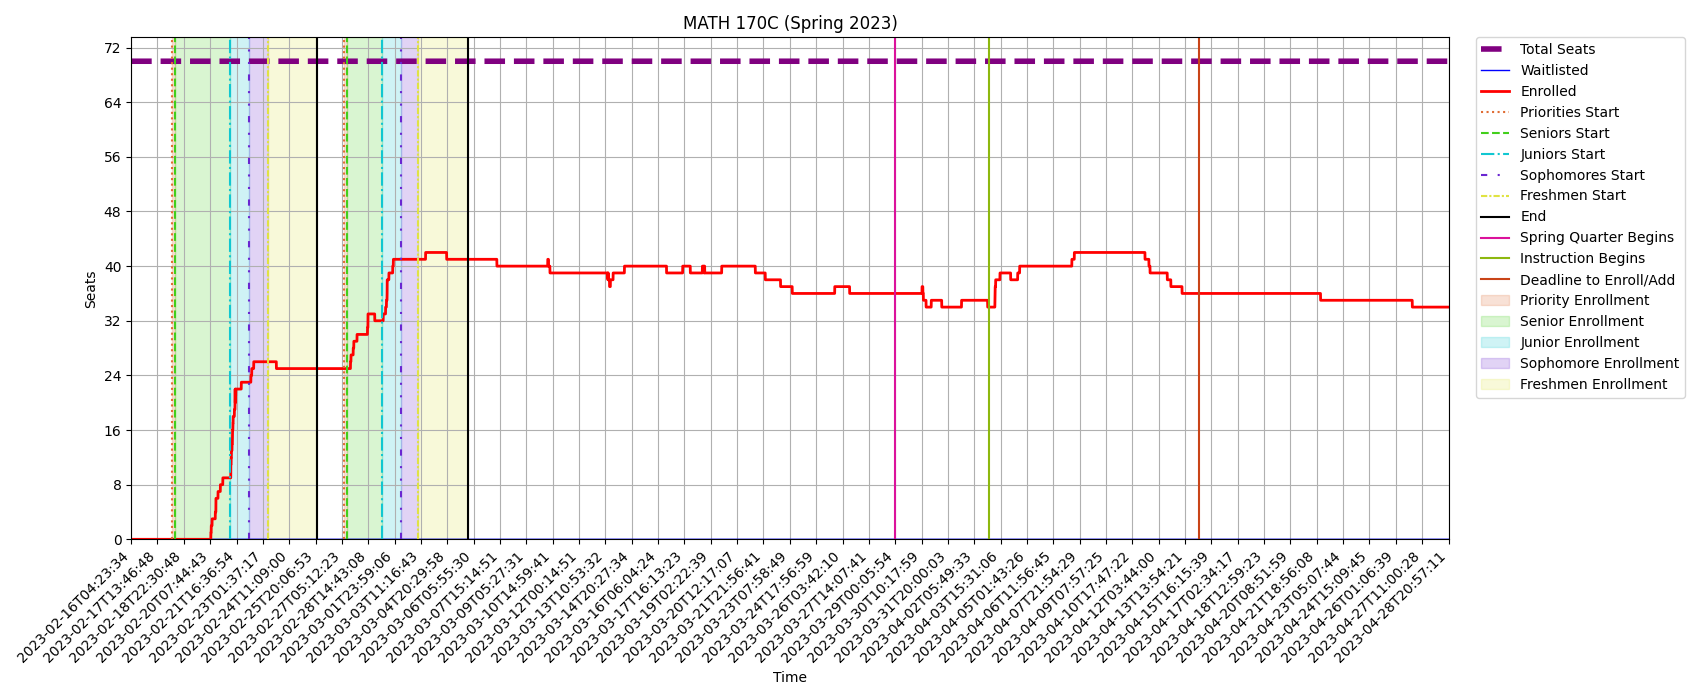 MATH 170C (Spring 2023)
72
64
56
48
40
32
24
16
8
0
Seats
2023-02-16T04:23:34
2023-02-17T13:46:48
2023-02-18T22:30:48
2023-02-20T07:44:43
2023-02-21T16:36:54
2023-02-23T01:37:17
2023-02-24T11:09:00
2023-02-25T20:06:53
2023-02-27T05:12:23
2023-02-28T14:43:08
2023-03-01T23:59:06
2023-03-03T11:16:43
2023-03-04T20:29:58
2023-03-06T05:55:30
2023-03-07T15:14:51
2023-03-09T05:27:31
2023-03-10T14:59:41
2023-03-12T00:14:51
2023-03-13T10:53:32
2023-03-14T20:27:34
2023-03-16T06:04:24
2023-03-17T16:13:23
2023-03-19T02:22:39
2023-03-20T12:17:07
2023-03-21T21:56:41
2023-03-23T07:58:49
2023-03-24T17:56:59
2023-03-26T03:42:10
2023-03-27T14:07:41
2023-03-29T00:05:54
2023-03-30T10:17:59
2023-03-31T20:00:03
2023-04-02T05:49:33
2023-04-03T15:31:06
2023-04-05T01:43:26
2023-04-06T11:56:45
2023-04-07T21:54:29
2023-04-09T07:57:25
2023-04-10T17:47:22
2023-04-12T03:44:00
2023-04-13T13:54:21
2023-04-15T16:15:39
2023-04-17T02:34:17
2023-04-18T12:59:23
2023-04-20T08:51:59
2023-04-21T18:56:08
2023-04-23T05:07:44
2023-04-24T15:09:45
2023-04-26T01:06:39
2023-04-27T11:00:28
2023-04-28T20:57:11
Time
Total Seats
Waitlisted
Enrolled
Priorities Start
Seniors Start
Juniors Start
Sophomores Start
Freshmen Start
End
Spring Quarter Begins
Instruction Begins
Deadline to Enroll/Add
Priority Enrollment
Senior Enrollment
Junior Enrollment
Sophomore Enrollment
Freshmen Enrollment